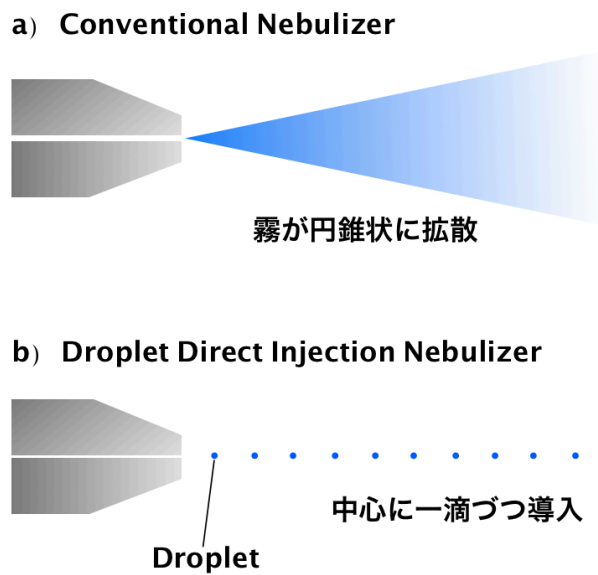 a） Conventional Nebulizer
霧が円錐状に拡散
b） Droplet Direct Injection Nebulizer
中心に一滴づつ導入
Droplet